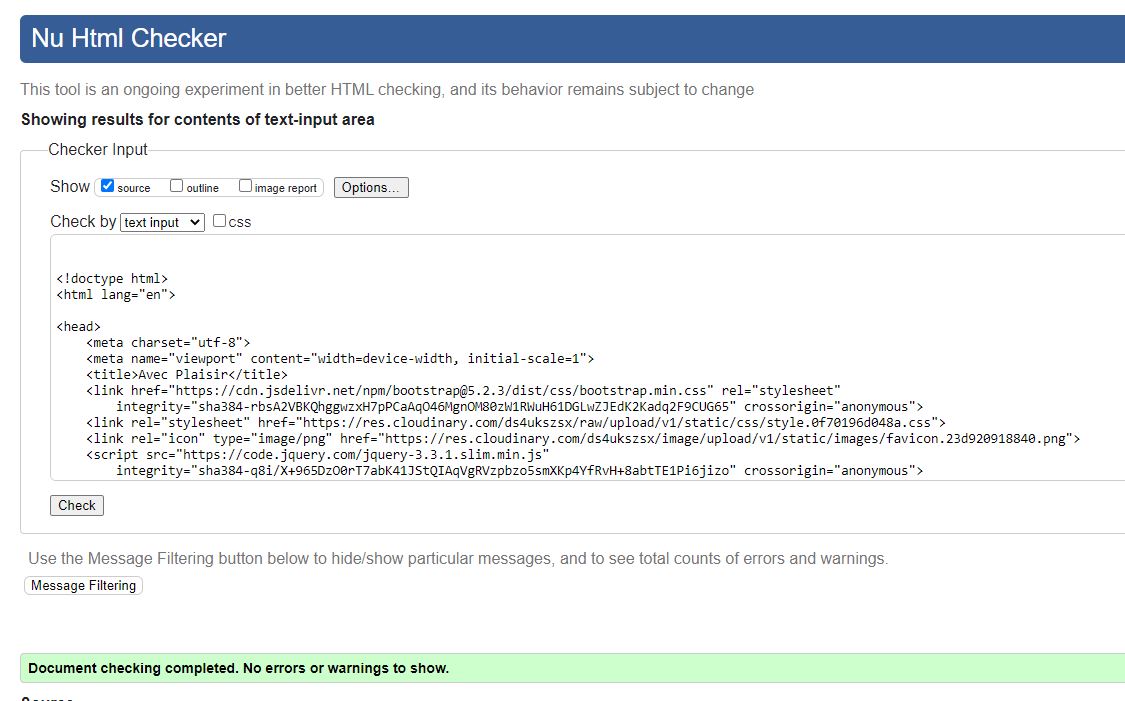 Nu Html Checker
This tool is an ongoing experiment in better HTML checking, and its behavior remains subject to change
Showing results for contents of text-input area
Checker Input
Show source outline image report Options...
Check by text input css
<!doctype html>
<html lang="en">
<head>
<meta charset="utf-8">
<meta name="viewport" content="width=device-width, initial-scale=1">
<title>Avec Plaisir</title>
<link href="https://cdn.jsdelivr.net/npm/bootstrap@5.2.3/dist/css/bootstrap.min.css" rel="stylesheet"
integrity="sha384-rbsA2VBKQhggwzxH7pPCaAqO46MgnOM80zW1RWuH61DGLwZJEdK2Kadq2F9CUG65" crossorigin="anonymous">
<link rel="stylesheet" href="https://res.cloudinary.com/ds4ukszsx/raw/upload/v1/static/css/style.0f70196d048a.css">
<link rel="icon" type="image/png" href="https://res.cloudinary.com/ds4ukszsx/image/upload/v1/static/images/favicon.23d920918840.png">
<script src="https://code.jquery.com/jquery-3.3.1.slim.min.js"
integrity="sha384-q8i/X+965DzO0rT7abK41JStQIAqVgRVzpbzo5smXKp4YfRvH+8abtTE1Pi6jizo" crossorigin="anonymous">
Check
Use the Message Filtering button below to hide/show particular messages, and to see total counts of errors and warnings.
Message Filtering
Document checking completed. No errors or warnings to show.